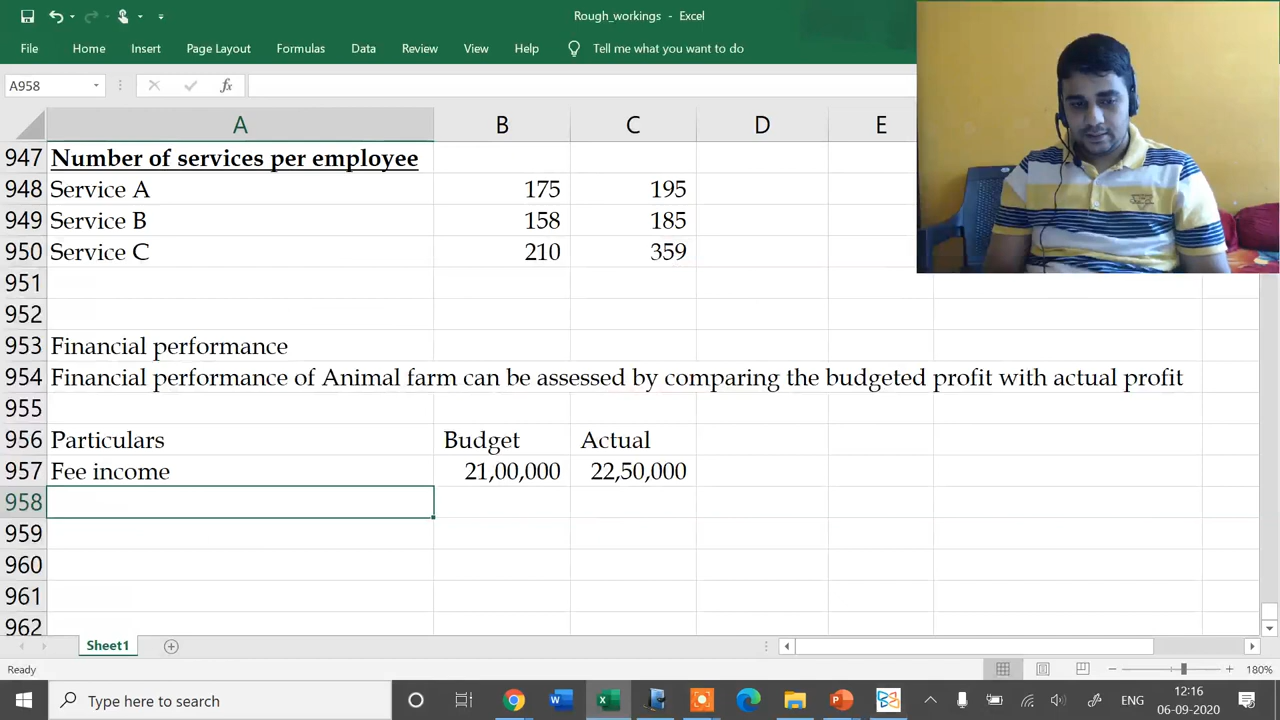 Rough_workings - Excel
File Home Insert Page Layout Formulas Data Review View Help Tell me what you want to do
A958 fx
A B C D E
947 Number of services per employee
948 Service A 175 195
949 Service B 158 185
950 Service C 210 359
951
952
953 Financial performance
954 Financial performance of Animal farm can be assessed by comparing the budgeted profit with actual profit
955
956 Particulars Budget Actual
957 Fee income 21,00,000 22,50,000
958
959
960
961
962
Sheet1
Ready 180%
Type here to search ENG 12:16
06-09-2020